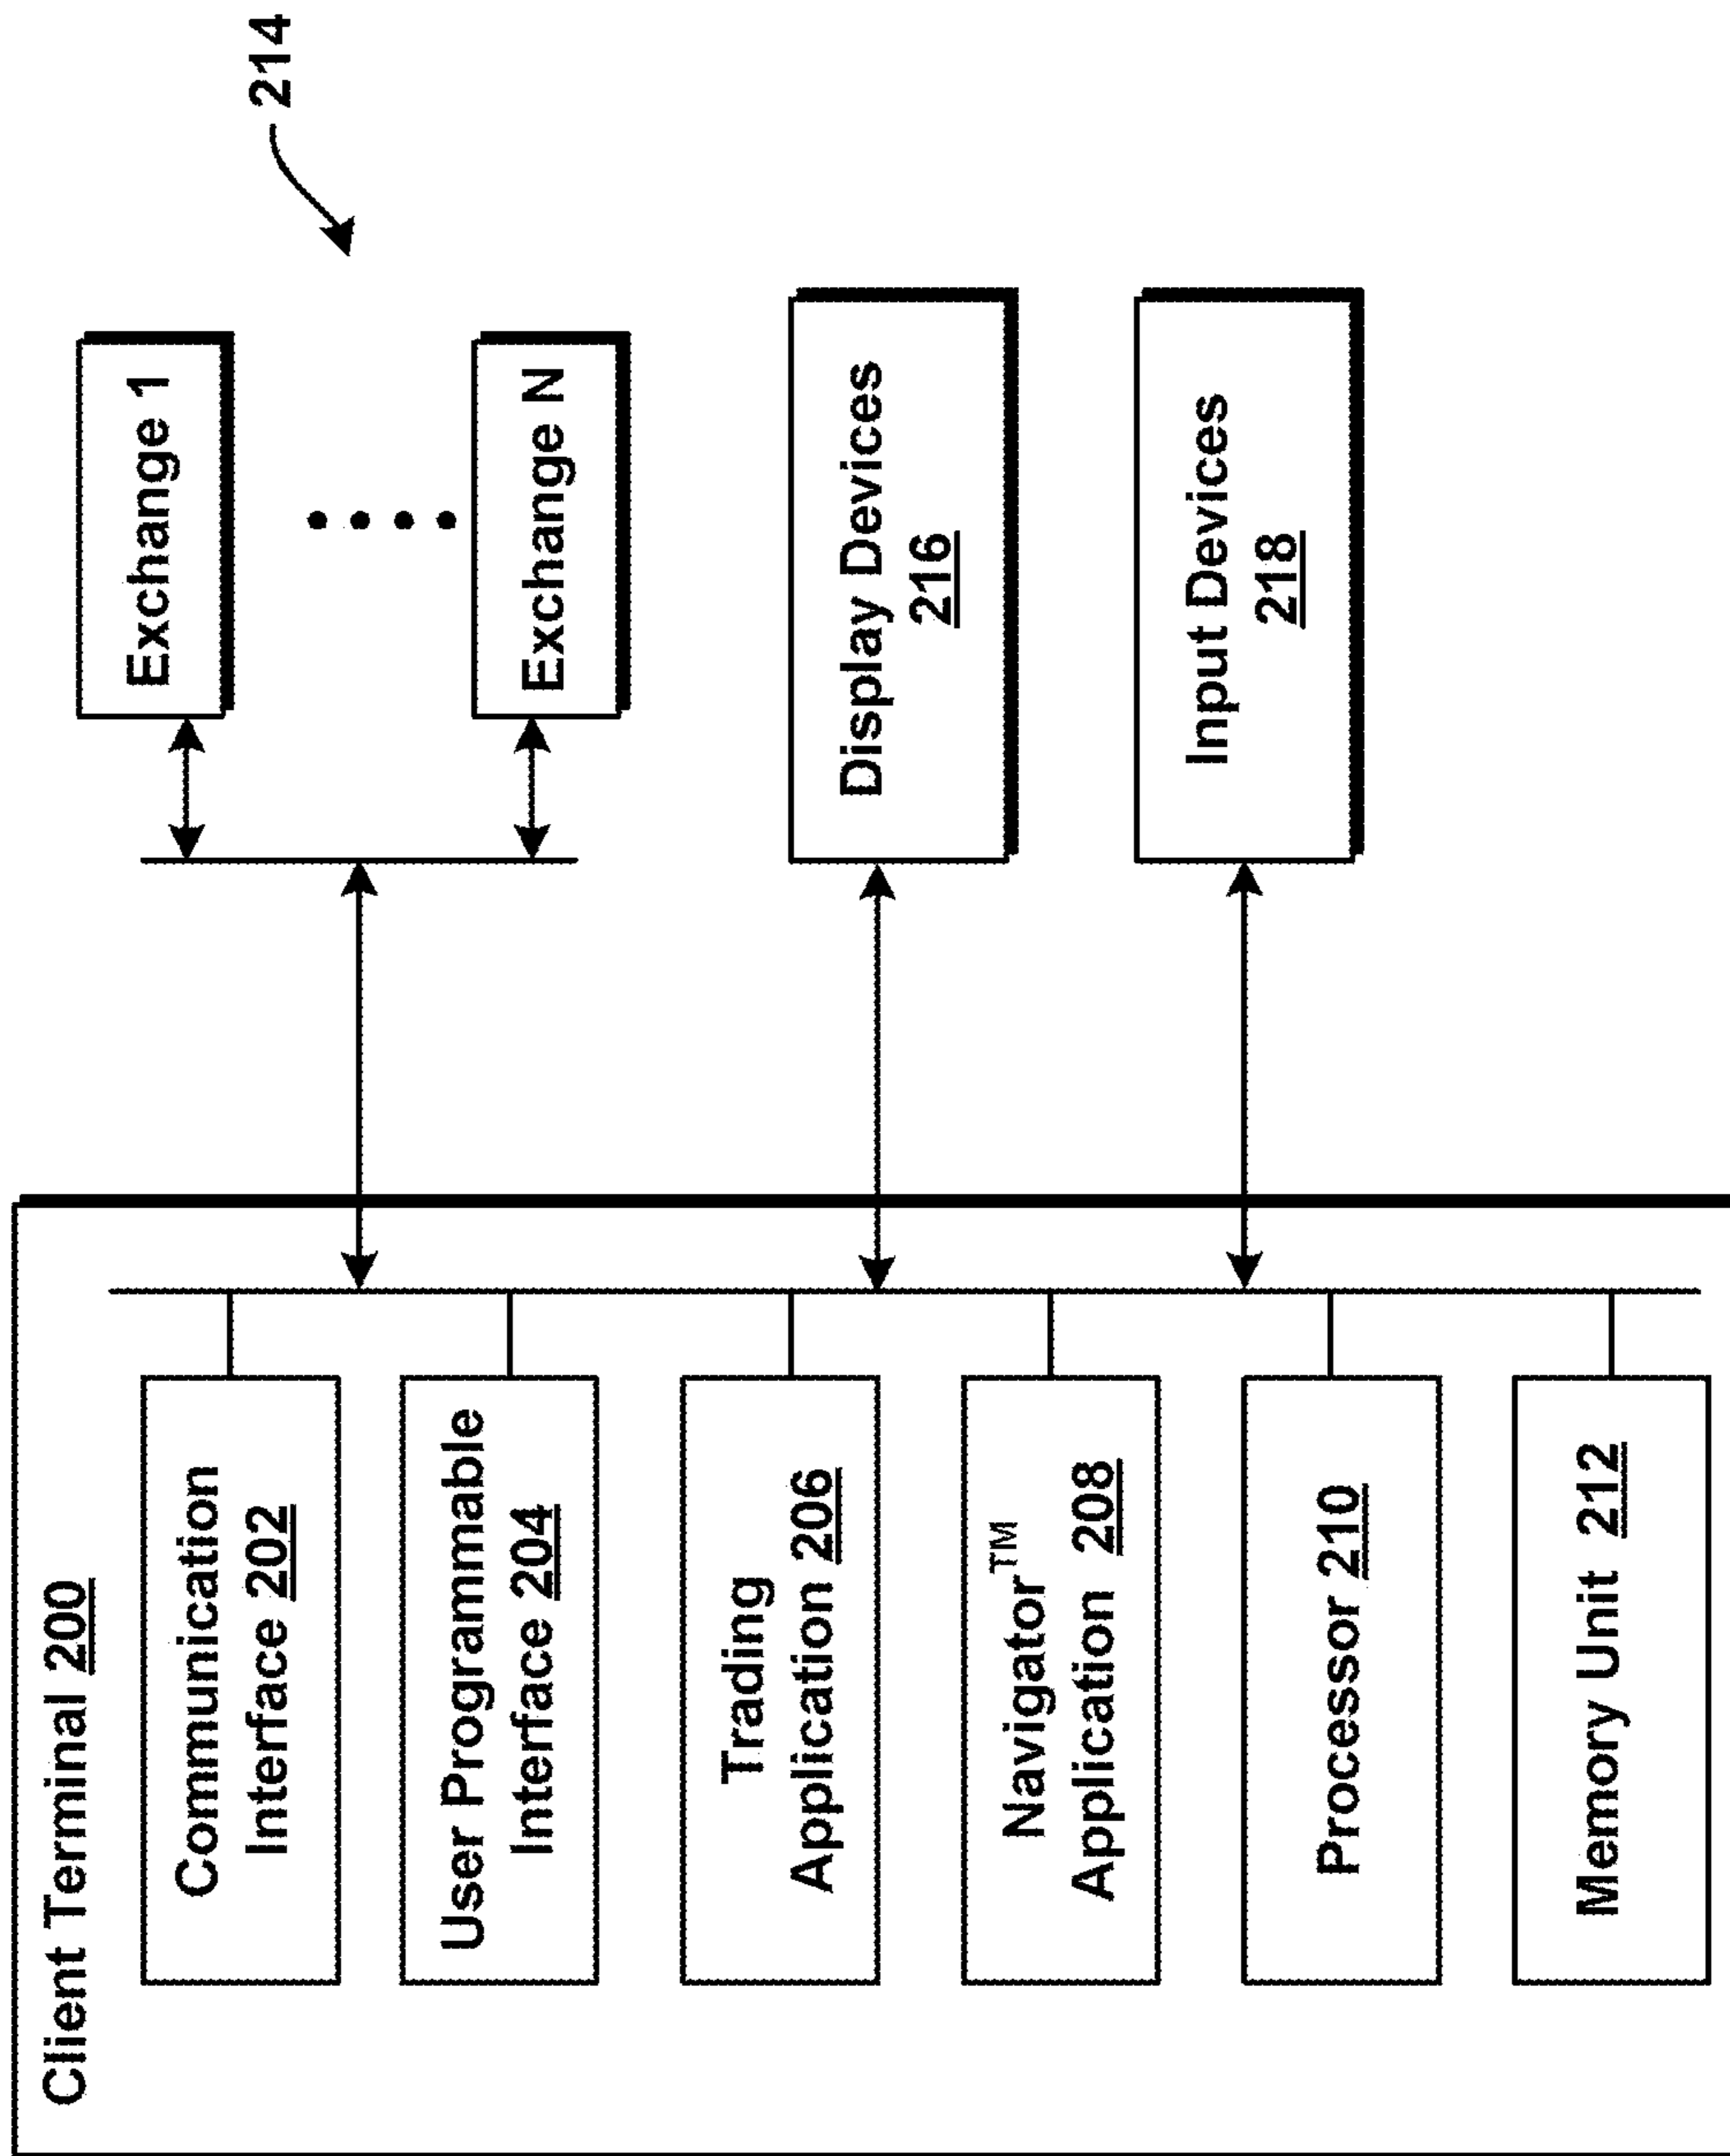 Client Terminal 200
Communication
Interface 202
User Programmable
Interface 204
Trading
Application 206
Navigator™
Application 208
Processor 210
Memory Unit 212
Exchange 1
Exchange N
214
Display Devices
216
Input Devices
218